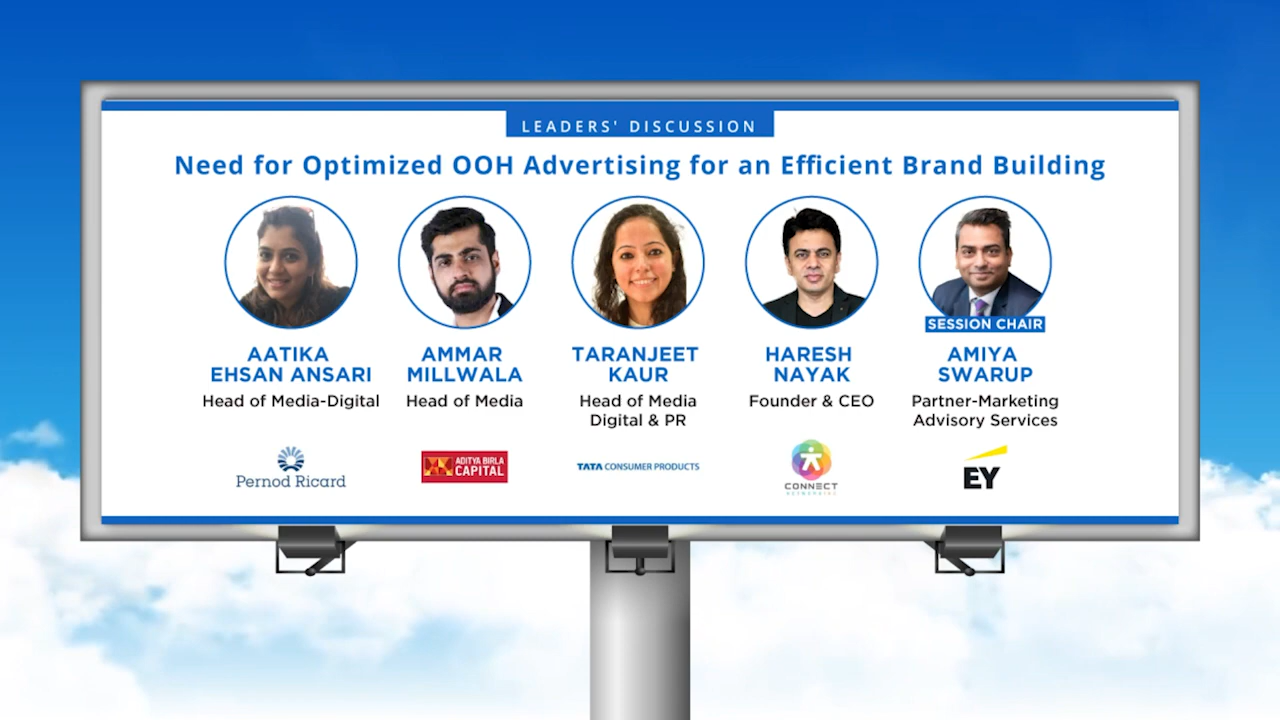 LEADERS' DISCUSSION
Need for Optimized OOH Advertising for an Efficient Brand Building
SESSION CHAIR
AATIKA
EHSAN ANSARI
Head of Media-Digital
Pernod Ricard
AMMAR
MILLWALA
Head of Media
ADITYA BIRLA
CAPITAL
TARANJEET
KAUR
Head of Media
Digital & PR
TATA CONSUMER PRODUCTS
HARESH
NAYAK
Founder & CEO
CONNECT
NETWORK INC
AMIYA
SWARUP
Partner-Marketing
Advisory Services
EY